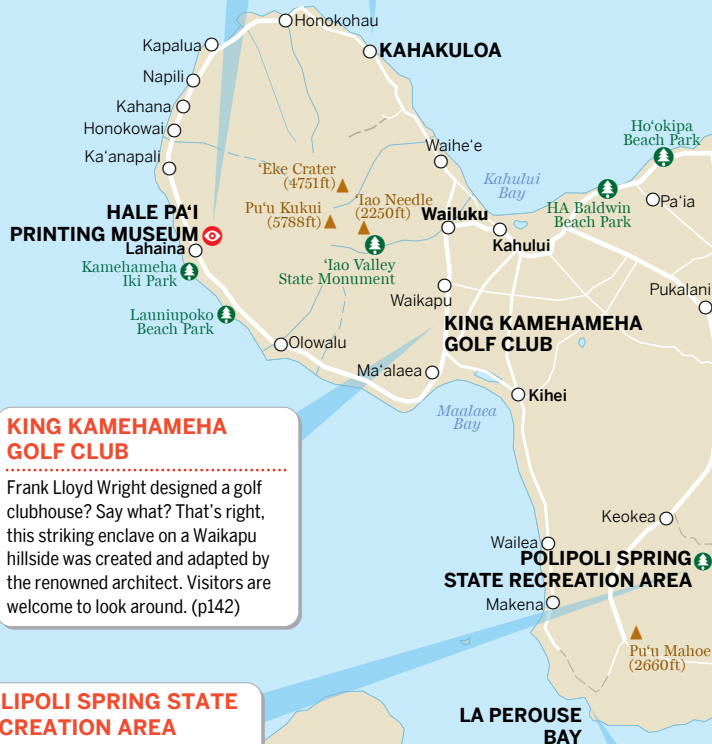 Honokohau
Kapalua
KAHAKULOA
Napili
Kahana
Honokowai
Ka‘anapali
Waihe‘e
Ho‘okipa
Beach Park
‘Eke Crater
(4751ft)
Kahului
Bay
Pu‘u Kukui
(5788ft)
‘Iao Needle
(2250ft)
Wailuku
HA Baldwin
Beach Park
Pa‘ia
HALE PA‘I
PRINTING MUSEUM
Lahaina
Kahului
Kamehameha
Iki Park
‘Iao Valley
State Monument
Waikapu
Pukalani
Launiupoko
Beach Park
KING KAMEHAMEHA
GOLF CLUB
Olowalu
Ma‘alaea
Kihei
Maalaea
Bay
KING KAMEHAMEHA
GOLF CLUB
Frank Lloyd Wright designed a golf
clubhouse? Say what? That’s right,
this striking enclave on a Waikapu
hillside was created and adapted by
the renowned architect. Visitors are
welcome to look around. (p142)
Keokea
Wailea
POLIPOLI SPRING
STATE RECREATION AREA
Makena
Pu‘u Mahoe
(2660ft)
LIPOLI SPRING STATE
CREATION AREA
LA PEROUSE
BAY